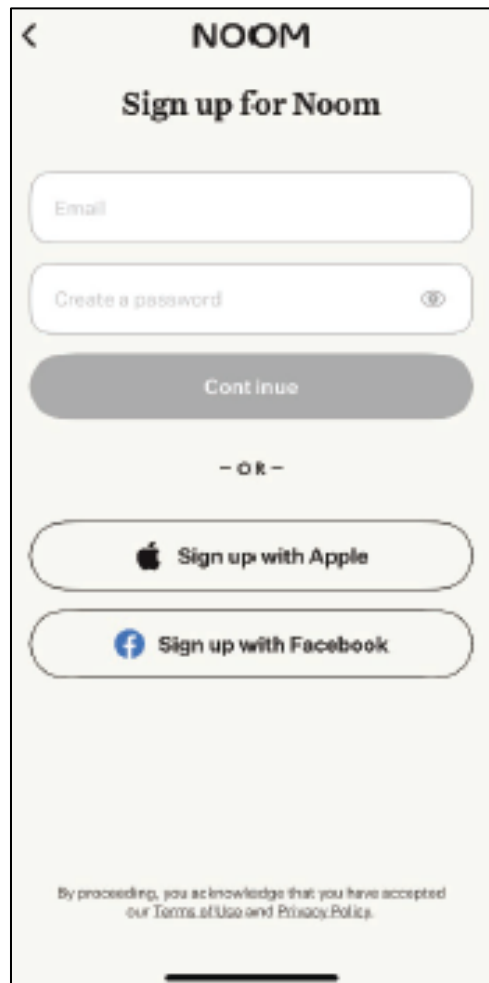 NOOM
Sign up for Noom
Email
Create a password
Continue
– OR –
Sign up with Apple
Sign up with Facebook
By proceeding, you acknowledge that you have accepted
our Terms of Use and Privacy Policy.